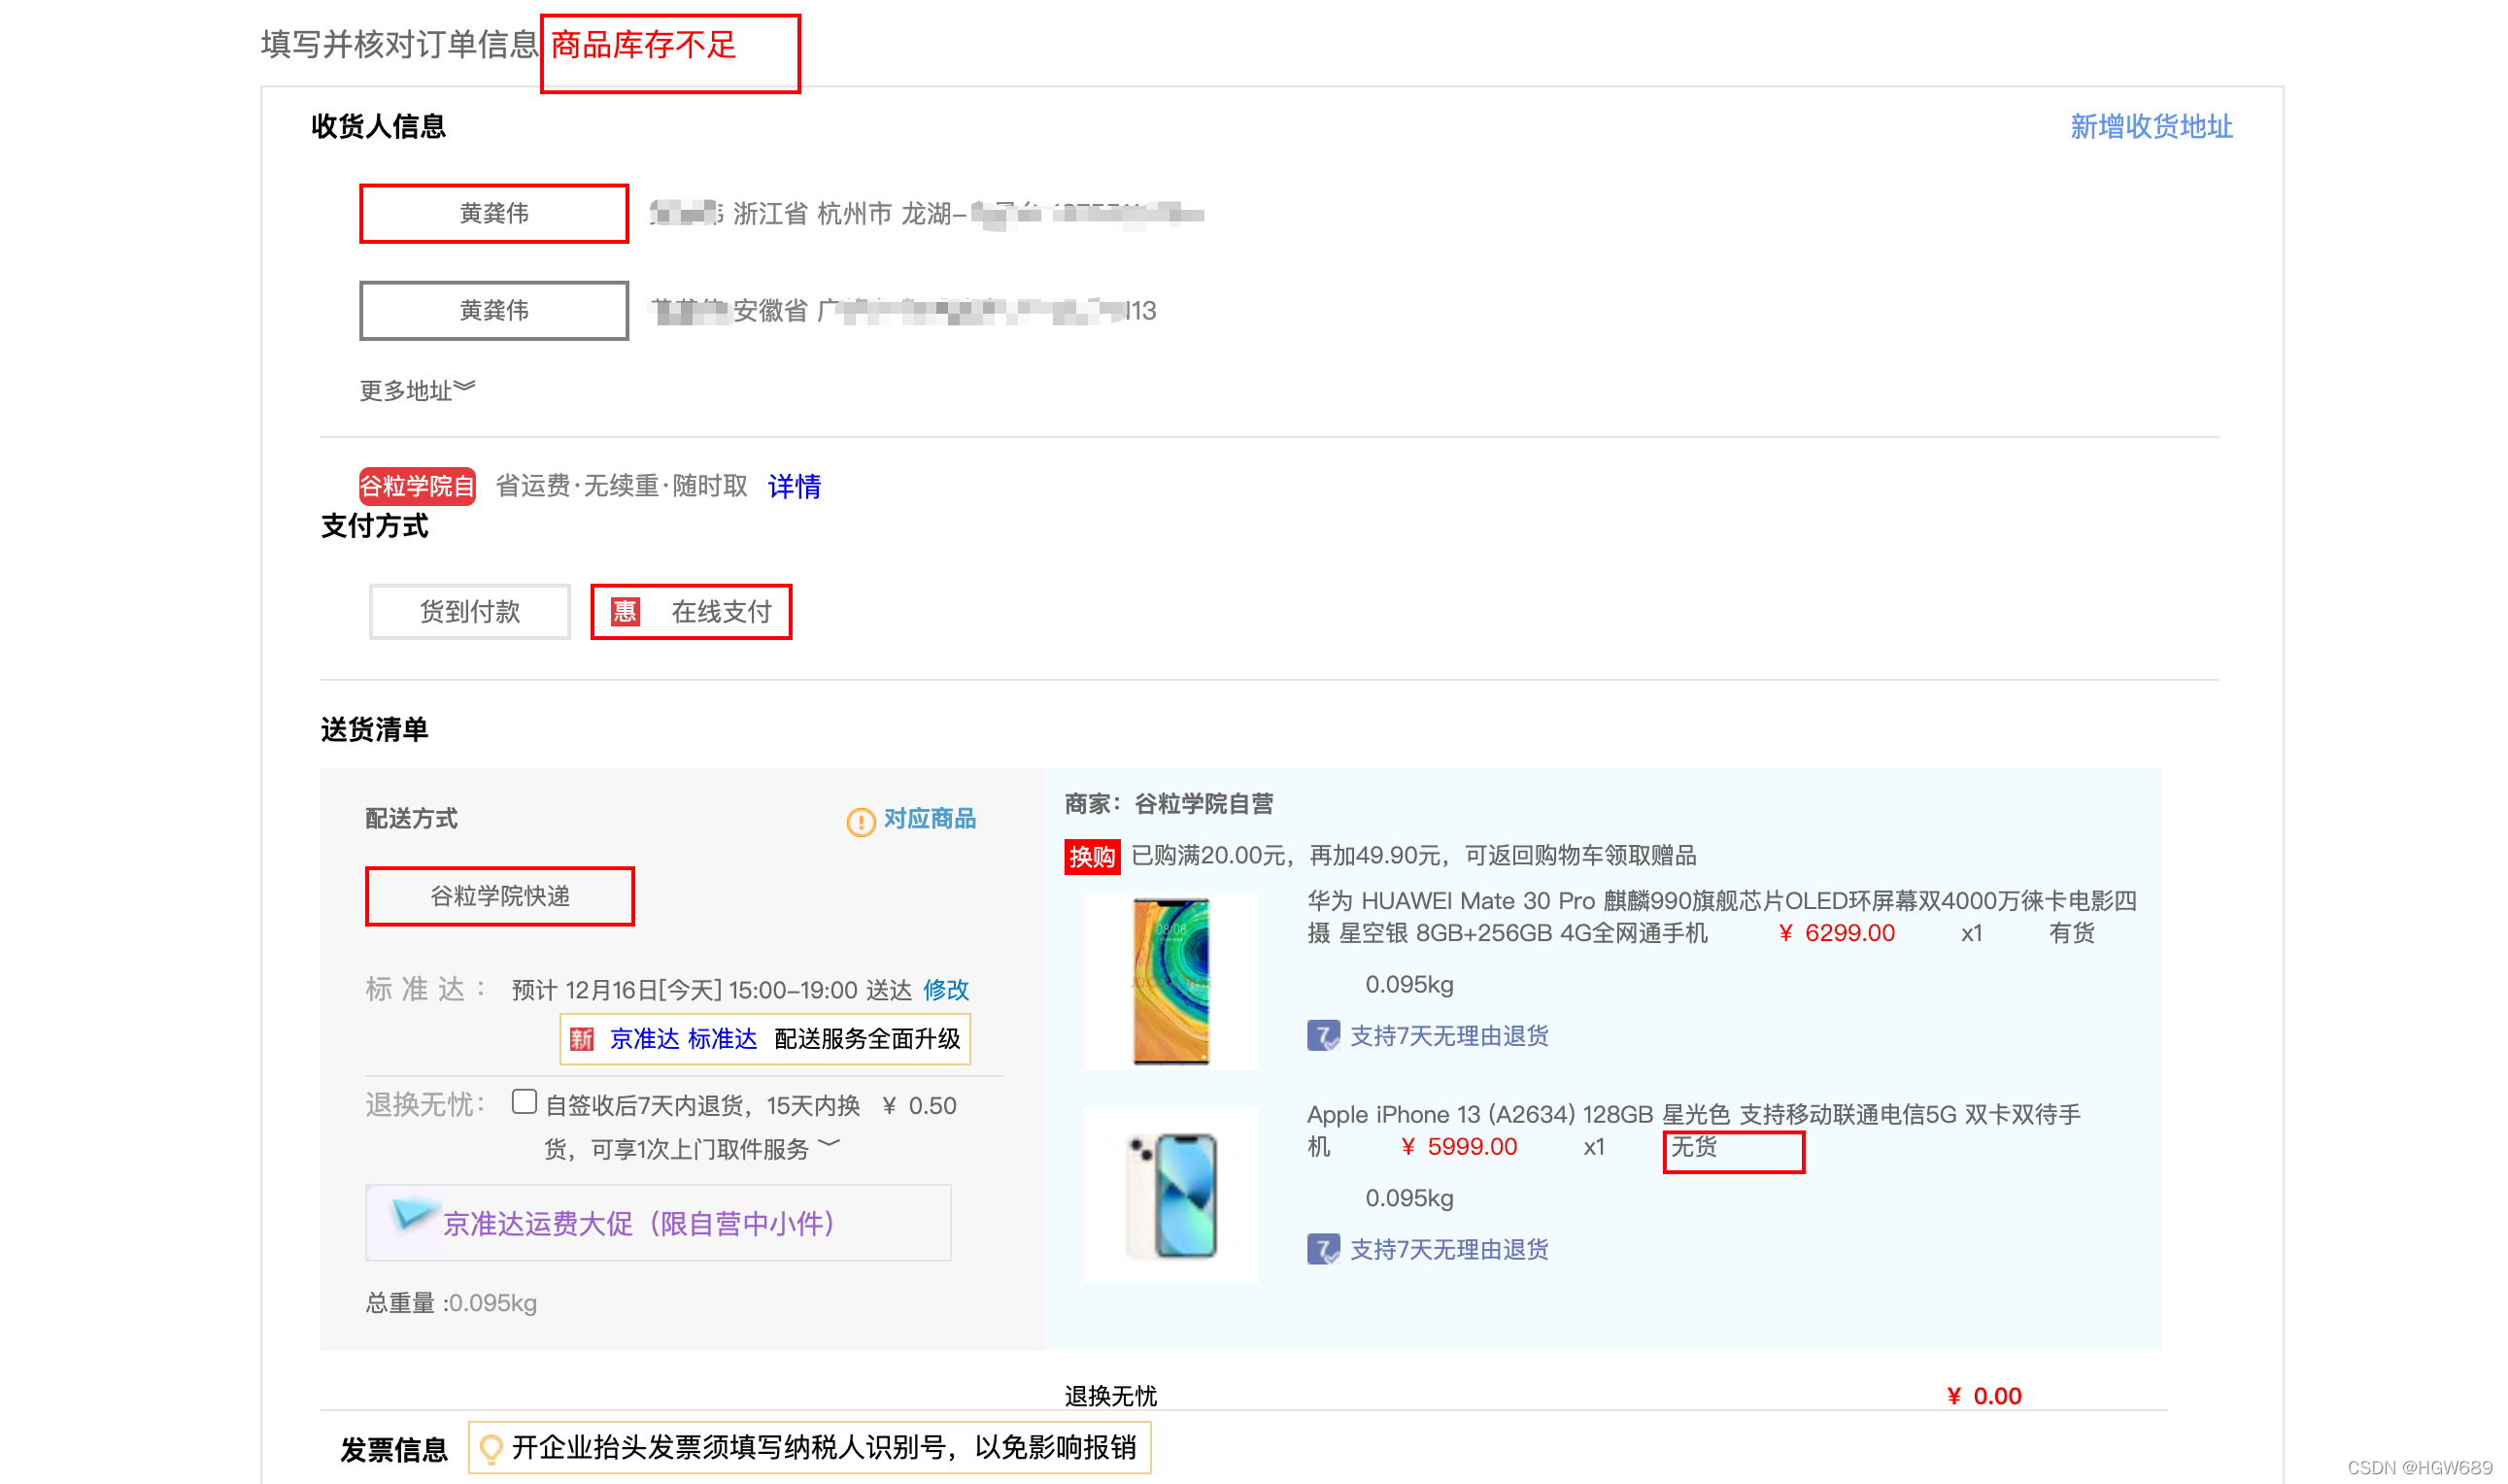 填写并核对订单信息 商品库存不足
收货人信息 新增收货地址
黄龚伟 浙江省 杭州市 龙湖-
黄龚伟 安徽省 广 113
更多地址
谷粒学院自 省运费·无续重·随时取 详情
支付方式
货到付款 惠 在线支付
送货清单
配送方式 对应商品
谷粒学院快递
标 准 达 : 预计 12月16日[今天] 15:00-19:00 送达 修改
新 京准达 标准达 配送服务全面升级
退换无忧: 自签收后7天内退货，15天内换 ¥ 0.50
货，可享1次上门取件服务
京准达运费大促（限自营中小件）
总重量 :0.095kg
商家：谷粒学院自营
换购 已购满20.00元，再加49.90元，可返回购物车领取赠品
08:08
华为 HUAWEI Mate 30 Pro 麒麟990旗舰芯片OLED环屏幕双4000万徕卡电影四
摄 星空银 8GB+256GB 4G全网通手机 ¥ 6299.00 x1 有货
0.095kg
7 支持7天无理由退货
Apple iPhone 13 (A2634) 128GB 星光色 支持移动联通电信5G 双卡双待手
机 ¥ 5999.00 x1 无货
0.095kg
7 支持7天无理由退货
退换无忧 ¥ 0.00
发票信息 开企业抬头发票须填写纳税人识别号，以免影响报销
CSDN @HGW689